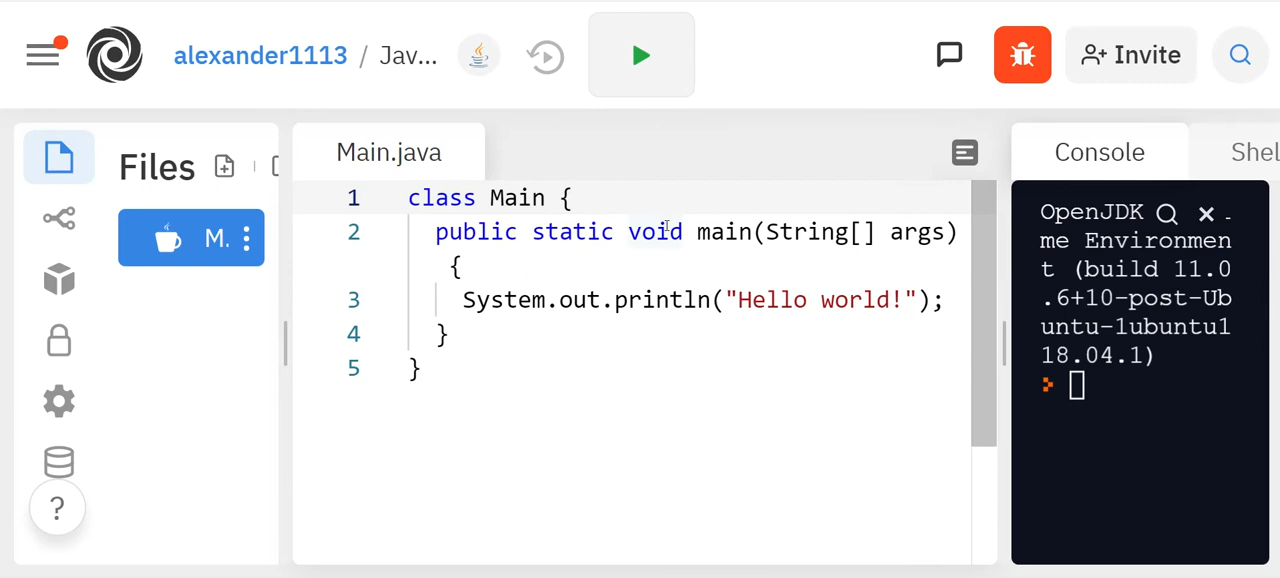 alexander1113 / Jav...
Invite
Files
M.
Main.java
1 class Main {
2 public static void main(String[] args)
{
3 System.out.println("Hello world!");
4 }
5 }
Console
Shel
OpenJDK
me Environmen
t (build 11.0
.6+10-post-Ub
untu-1ubuntu1
18.04.1)
?